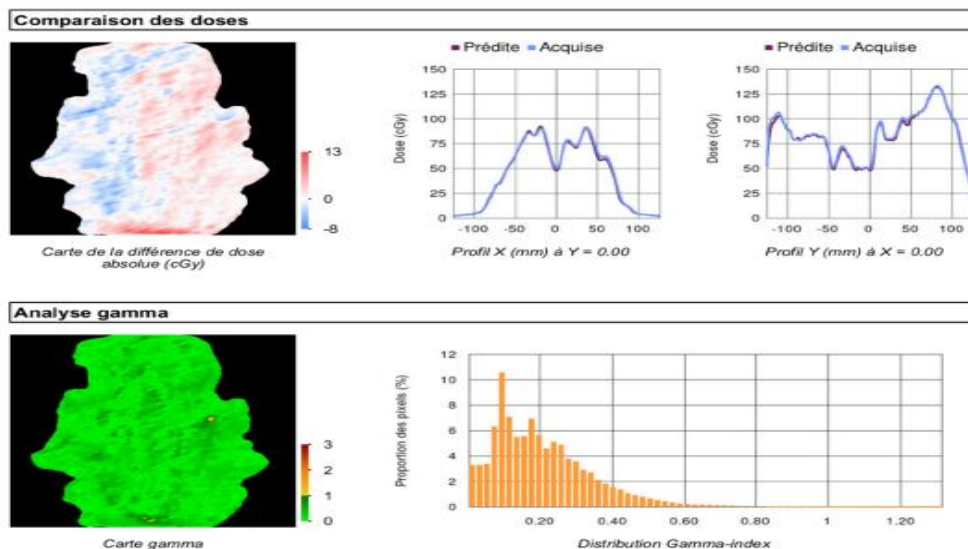 Comparaison des doses
Prédite Acquise
150
125
100
75
50
25
0
Dose (cGy)
-100 -50 0 50 100
Profil X (mm) à Y = 0.00
Prédite Acquise
150
125
100
75
50
25
0
Dose (cGy)
-100 -50 0 50 100
Profil Y (mm) à X = 0.00
13
0
-8
Carte de la différence de dose
absolue (cGy)
Analyse gamma
3
2
1
0
Carte gamma
12
10
8
6
4
2
0
Proportion des pixels (%)
0.20 0.40 0.60 0.80 1 1.20
Distribution Gamma-index